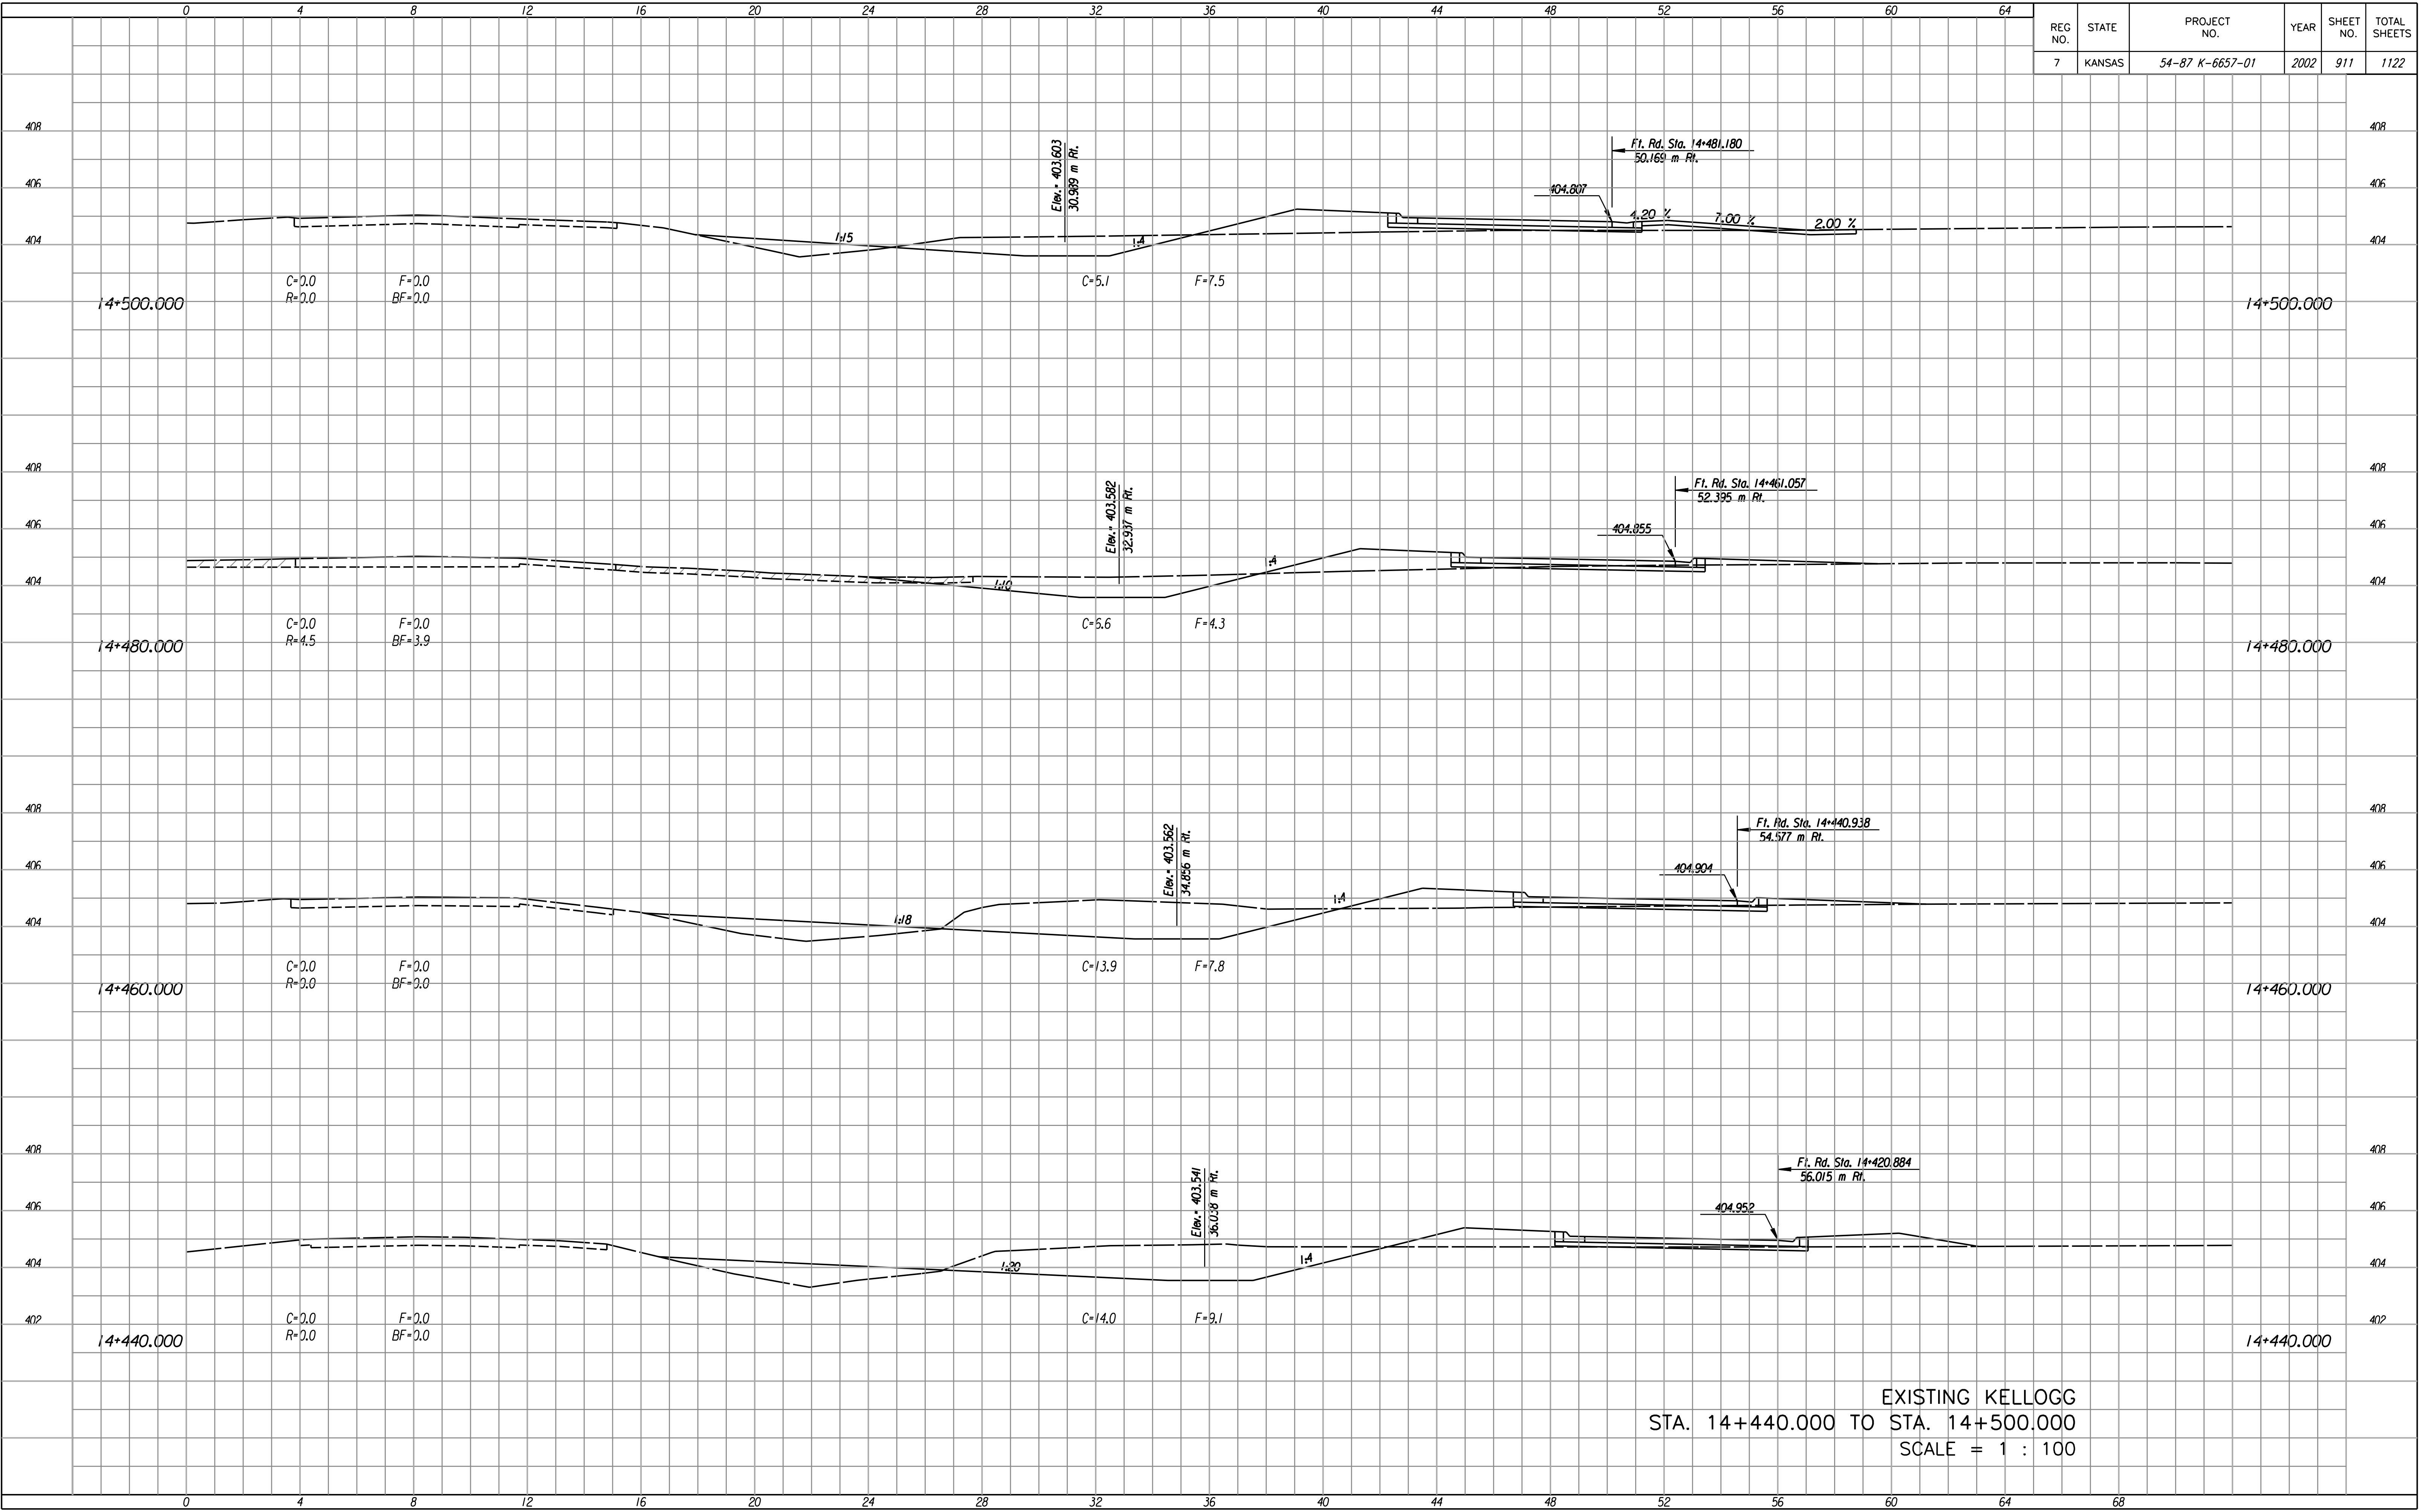 0 4 8 12 16 20 24 28 32 36 40 44 48 52 56 60 64
REG NO. STATE PROJECT NO. YEAR SHEET NO. TOTAL SHEETS
7 KANSAS 54-87 K-6657-01 2002 911 1122
408 408
Elev.= 403.603
30.989 m Rt.
Ft. Rd. Sta. 14+481.180
50.169 m Rt.
406 404.807 406
4.20 % 7.00 % 2.00 %
404 1:15 1:4 404
C=0.0 F=0.0 C=5.1 F=7.5
R=0.0 BF=0.0
14+500.000 14+500.000
408 408
Elev.= 403.582
32.937 m Rt.
Ft. Rd. Sta. 14+461.057
52.395 m Rt.
406 404.855 406
:4
404 1:10 404
C=0.0 F=0.0 C=6.6 F=4.3
R=4.5 BF=3.9
14+480.000 14+480.000
408 408
Elev.= 403.562
34.856 m Rt.
Ft. Rd. Sta. 14+440.938
54.577 m Rt.
406 404.904 406
1:4
404 1:18 404
C=0.0 F=0.0 C=13.9 F=7.8
R=0.0 BF=0.0
14+460.000 14+460.000
408 408
Elev.= 403.541
36.038 m Rt.
Ft. Rd. Sta. 14+420.884
56.015 m Rt.
406 404.952 406
404 1:20 1:4 404
C=0.0 F=0.0 C=14.0 F=9.1
402 402
R=0.0 BF=0.0
14+440.000 14+440.000
EXISTING KELLOGG
STA. 14+440.000 TO STA. 14+500.000
SCALE = 1 : 100
0 4 8 12 16 20 24 28 32 36 40 44 48 52 56 60 64 68